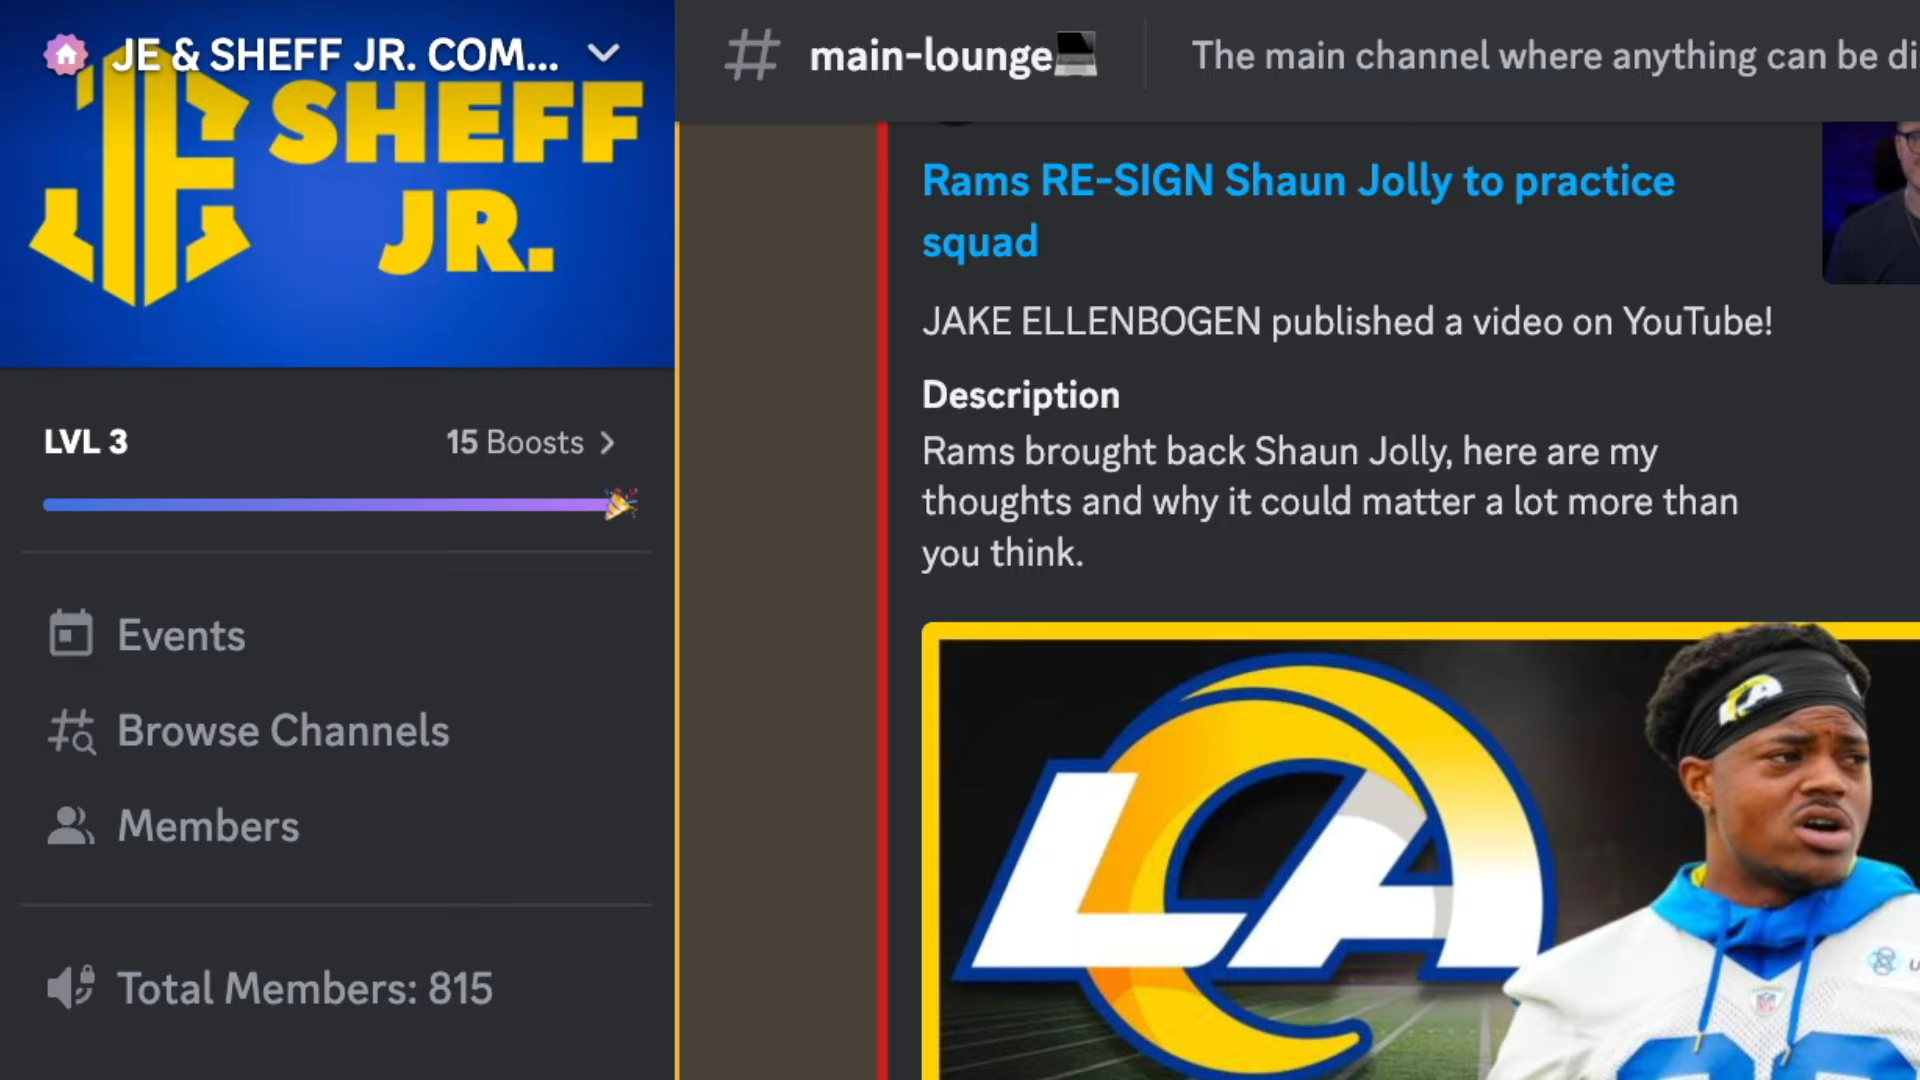 JE & SHEFF JR. COM...
JE SHEFF
JR.
LVL 3
15 Boosts
Events
Browse Channels
Members
Total Members: 815
main-lounge
The main channel where anything can be di
Rams RE-SIGN Shaun Jolly to practice
squad
JAKE ELLENBOGEN published a video on YouTube!
Description
Rams brought back Shaun Jolly, here are my
thoughts and why it could matter a lot more than
you think.
LA
LA